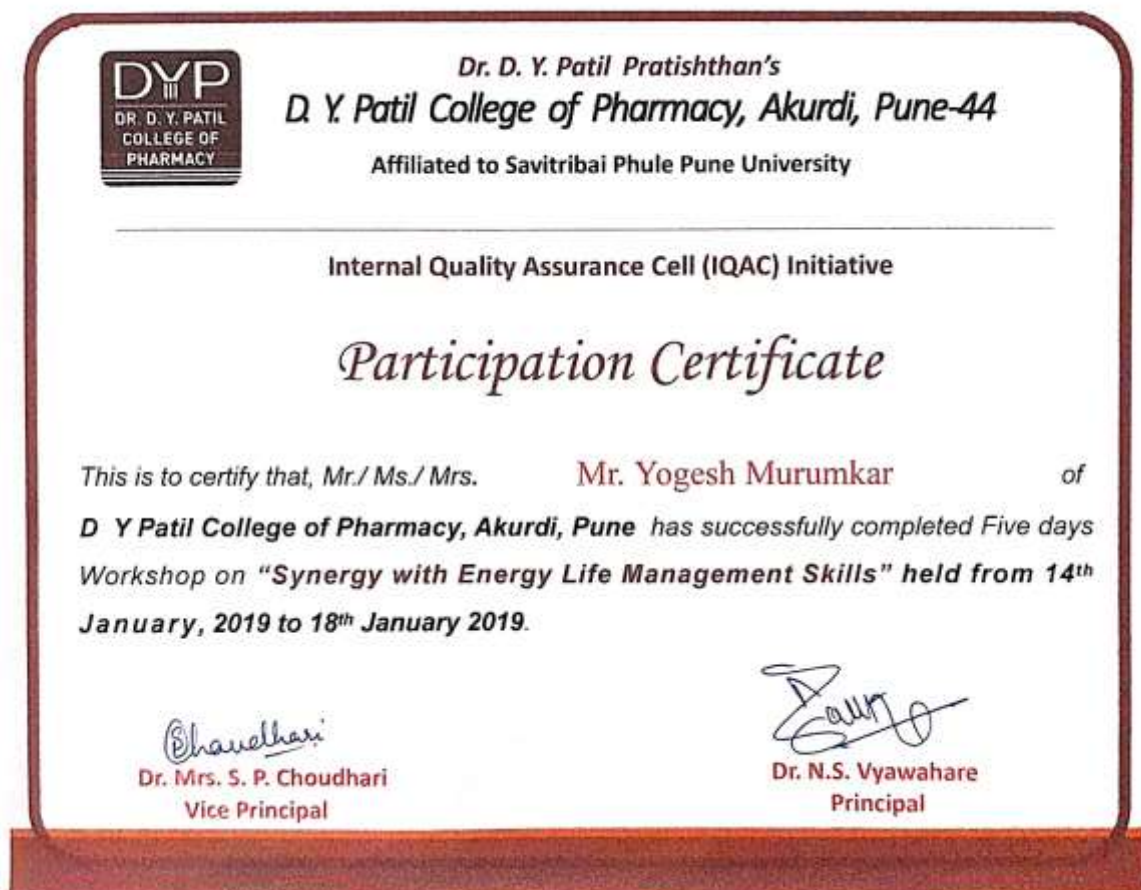 DYP
DR. D. Y. PATIL
COLLEGE OF
PHARMACY
Dr. D. Y. Patil Pratishthan's
D. Y. Patil College of Pharmacy, Akurdi, Pune-44
Affiliated to Savitribai Phule Pune University
Internal Quality Assurance Cell (IQAC) Initiative
Participation Certificate
This is to certify that, Mr./ Ms./ Mrs. Mr. Yogesh Murumkar of
D Y Patil College of Pharmacy, Akurdi, Pune has successfully completed Five days
Workshop on “Synergy with Energy Life Management Skills” held from 14th
January, 2019 to 18th January 2019.
Dr. Mrs. S. P. Choudhari
Vice Principal
Dr. N.S. Vyawahare
Principal